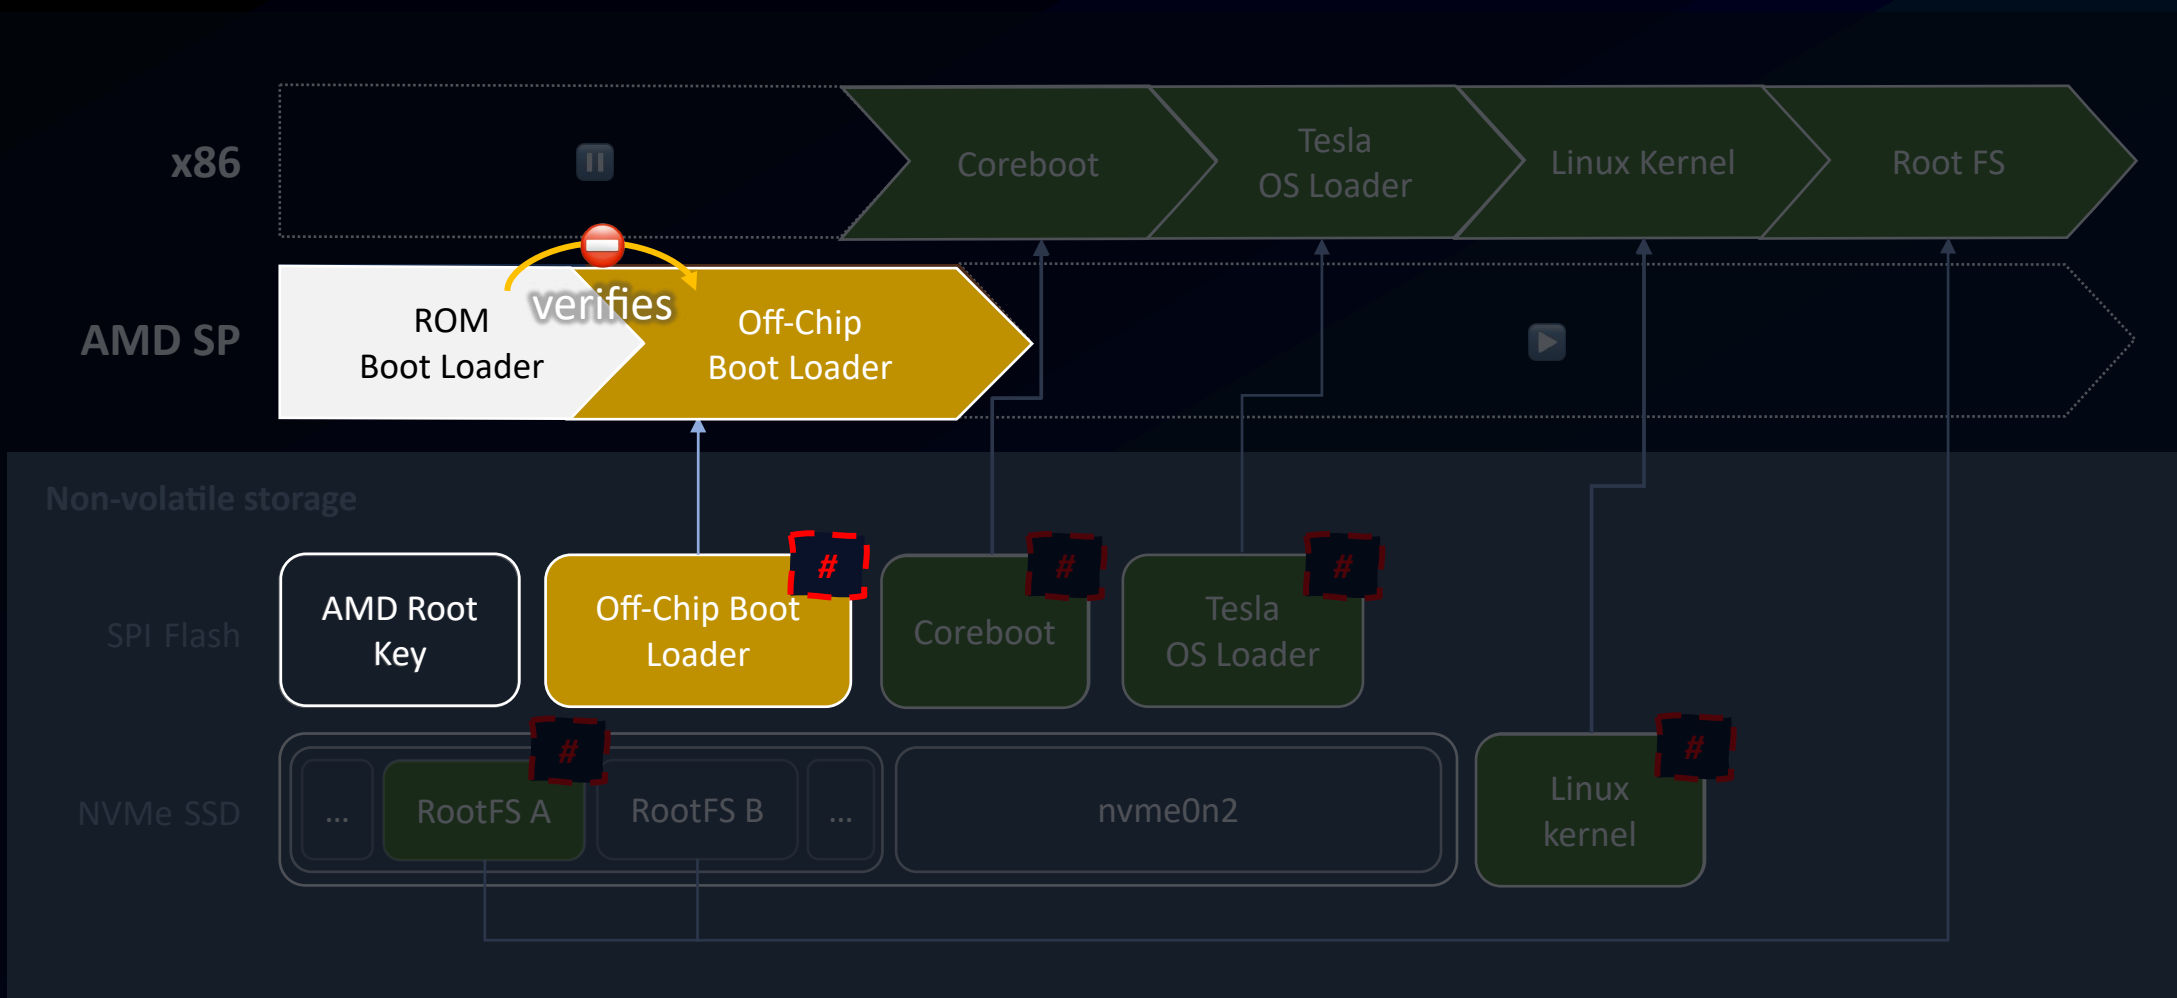 x86
Coreboot
Tesla
OS Loader
Linux Kernel
Root FS
AMD SP
ROM
Boot Loader
verifies
Off-Chip
Boot Loader
Non-volatile storage
SPI Flash
AMD Root
Key
Off-Chip Boot
Loader
#
Coreboot
#
Tesla
OS Loader
#
NVMe SSD
...
RootFS A
#
RootFS B
...
nvme0n2
Linux
kernel
#